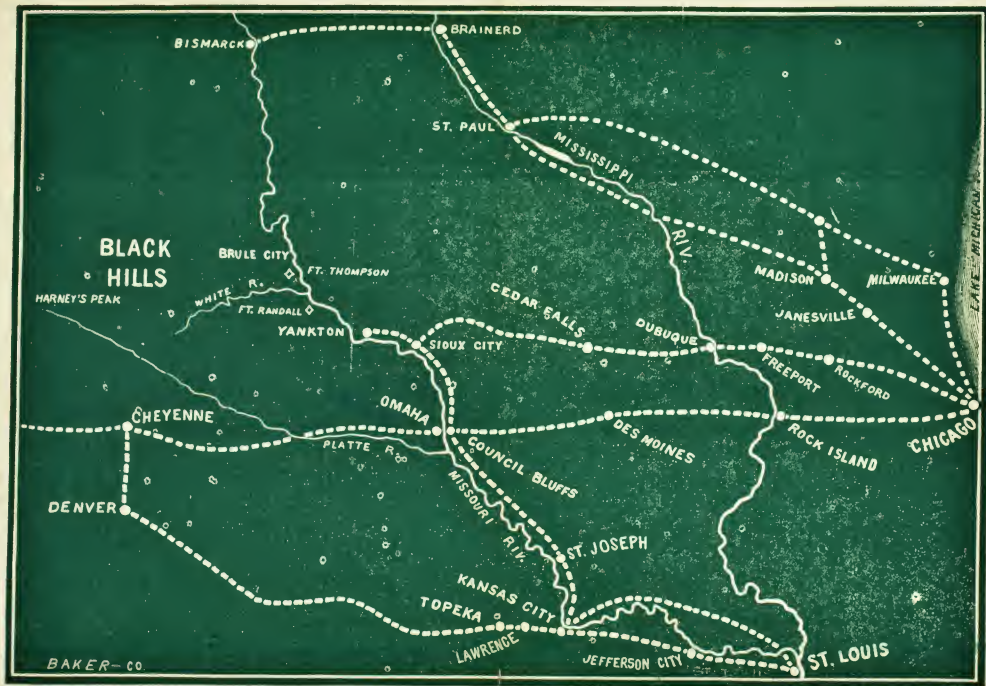 BISMARCK
BRAINERD
ST. PAUL
MISSISSIPPI
RIV.
LAKE MICHIGAN
BLACK
HILLS
BRULE CITY
FT. THOMPSON
HARNEY'S PEAK
WHITE R.
FT. RANDALL
YANKTON
SIOUX CITY
CEDAR FALLS
DUBUQUE
MADISON
MILWAUKEE
JANESVILLE
FREEPORT
ROCKFORD
CHEYENNE
OMAHA
PLATTE R.
COUNCIL BLUFFS
DES MOINES
ROCK ISLAND
CHICAGO
DENVER
MISSOURI RIV.
ST. JOSEPH
KANSAS CITY
TOPEKA
LAWRENCE
JEFFERSON CITY
ST. LOUIS
BAKER-CO.